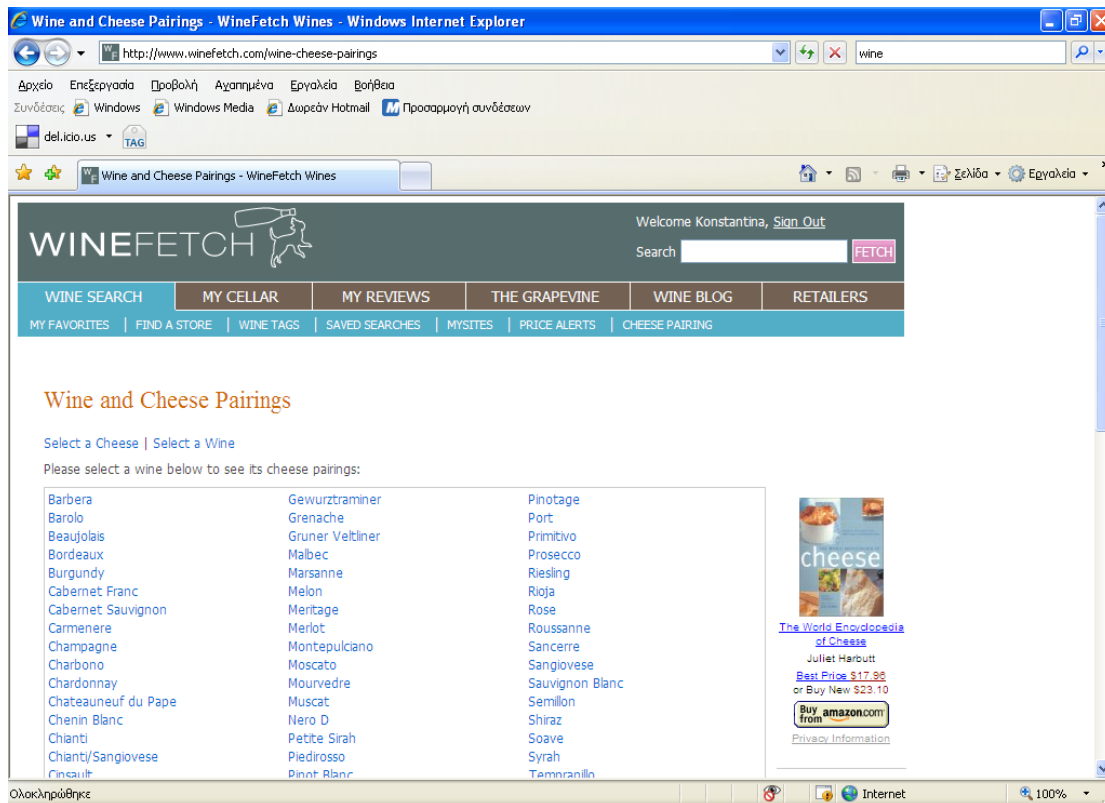 Wine and Cheese Pairings - WineFetch Wines - Windows Internet Explorer
http://www.winefetch.com/wine-cheese-pairings wine
Αρχείο Επεξεργασία Προβολή Αγαπημένα Εργαλεία Βοήθεια
Συνδέσεις Windows Windows Media Δωρεάν Hotmail Προσαρμογή συνδέσεων
del.icio.us TAG
Wine and Cheese Pairings - WineFetch Wines Σελίδα Εργαλεία
WINEFETCH
Welcome Konstantina, Sign Out
Search FETCH
WINE SEARCH MY CELLAR MY REVIEWS THE GRAPEVINE WINE BLOG RETAILERS
MY FAVORITES | FIND A STORE | WINE TAGS | SAVED SEARCHES | MYSITES | PRICE ALERTS | CHEESE PAIRING
Wine and Cheese Pairings
Select a Cheese | Select a Wine
Please select a wine below to see its cheese pairings:
Barbera Gewurztraminer Pinotage
Barolo Grenache Port
Beaujolais Gruner Veltliner Primitivo
Bordeaux Malbec Prosecco
Burgundy Marsanne Riesling
Cabernet Franc Melon Rioja
Cabernet Sauvignon Meritage Rose
Carmenere Merlot Roussanne
Champagne Montepulciano Sancerre
Charbono Moscato Sangiovese
Chardonnay Mourvedre Sauvignon Blanc
Chateauneuf du Pape Muscat Semillon
Chenin Blanc Nero D Shiraz
Chianti Petite Sirah Soave
Chianti/Sangiovese Piedirosso Syrah
Cinsault Pinot Blanc Tempranillo
cheese
The World Encyclopedia
of Cheese
Juliet Harbutt
Best Price $17.96
or Buy New $23.10
Buy from amazon.com
Privacy Information
Ολοκληρώθηκε Internet 100%